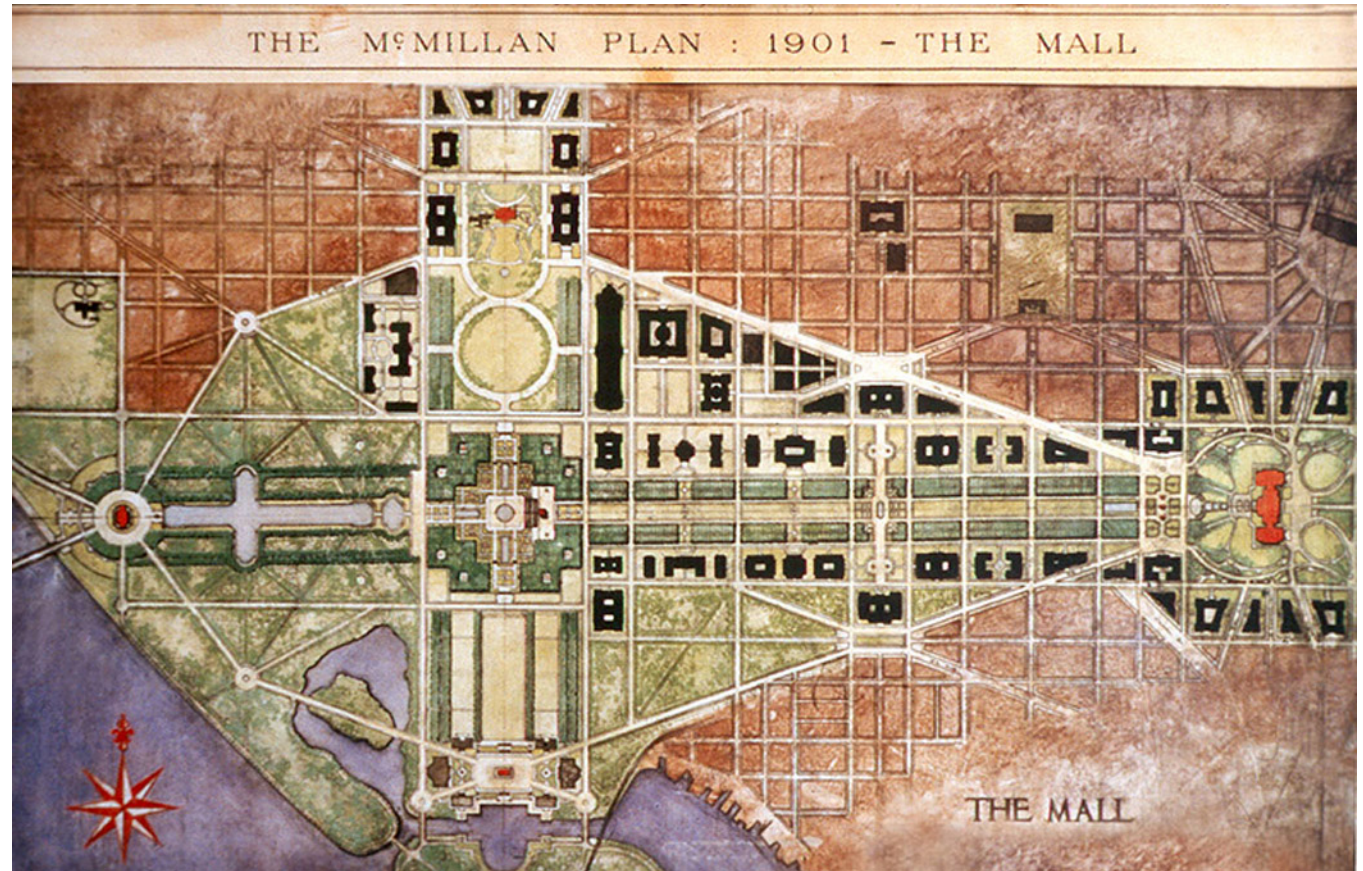 THE MᶜMILLAN PLAN : 1901 – THE MALL
THE MALL